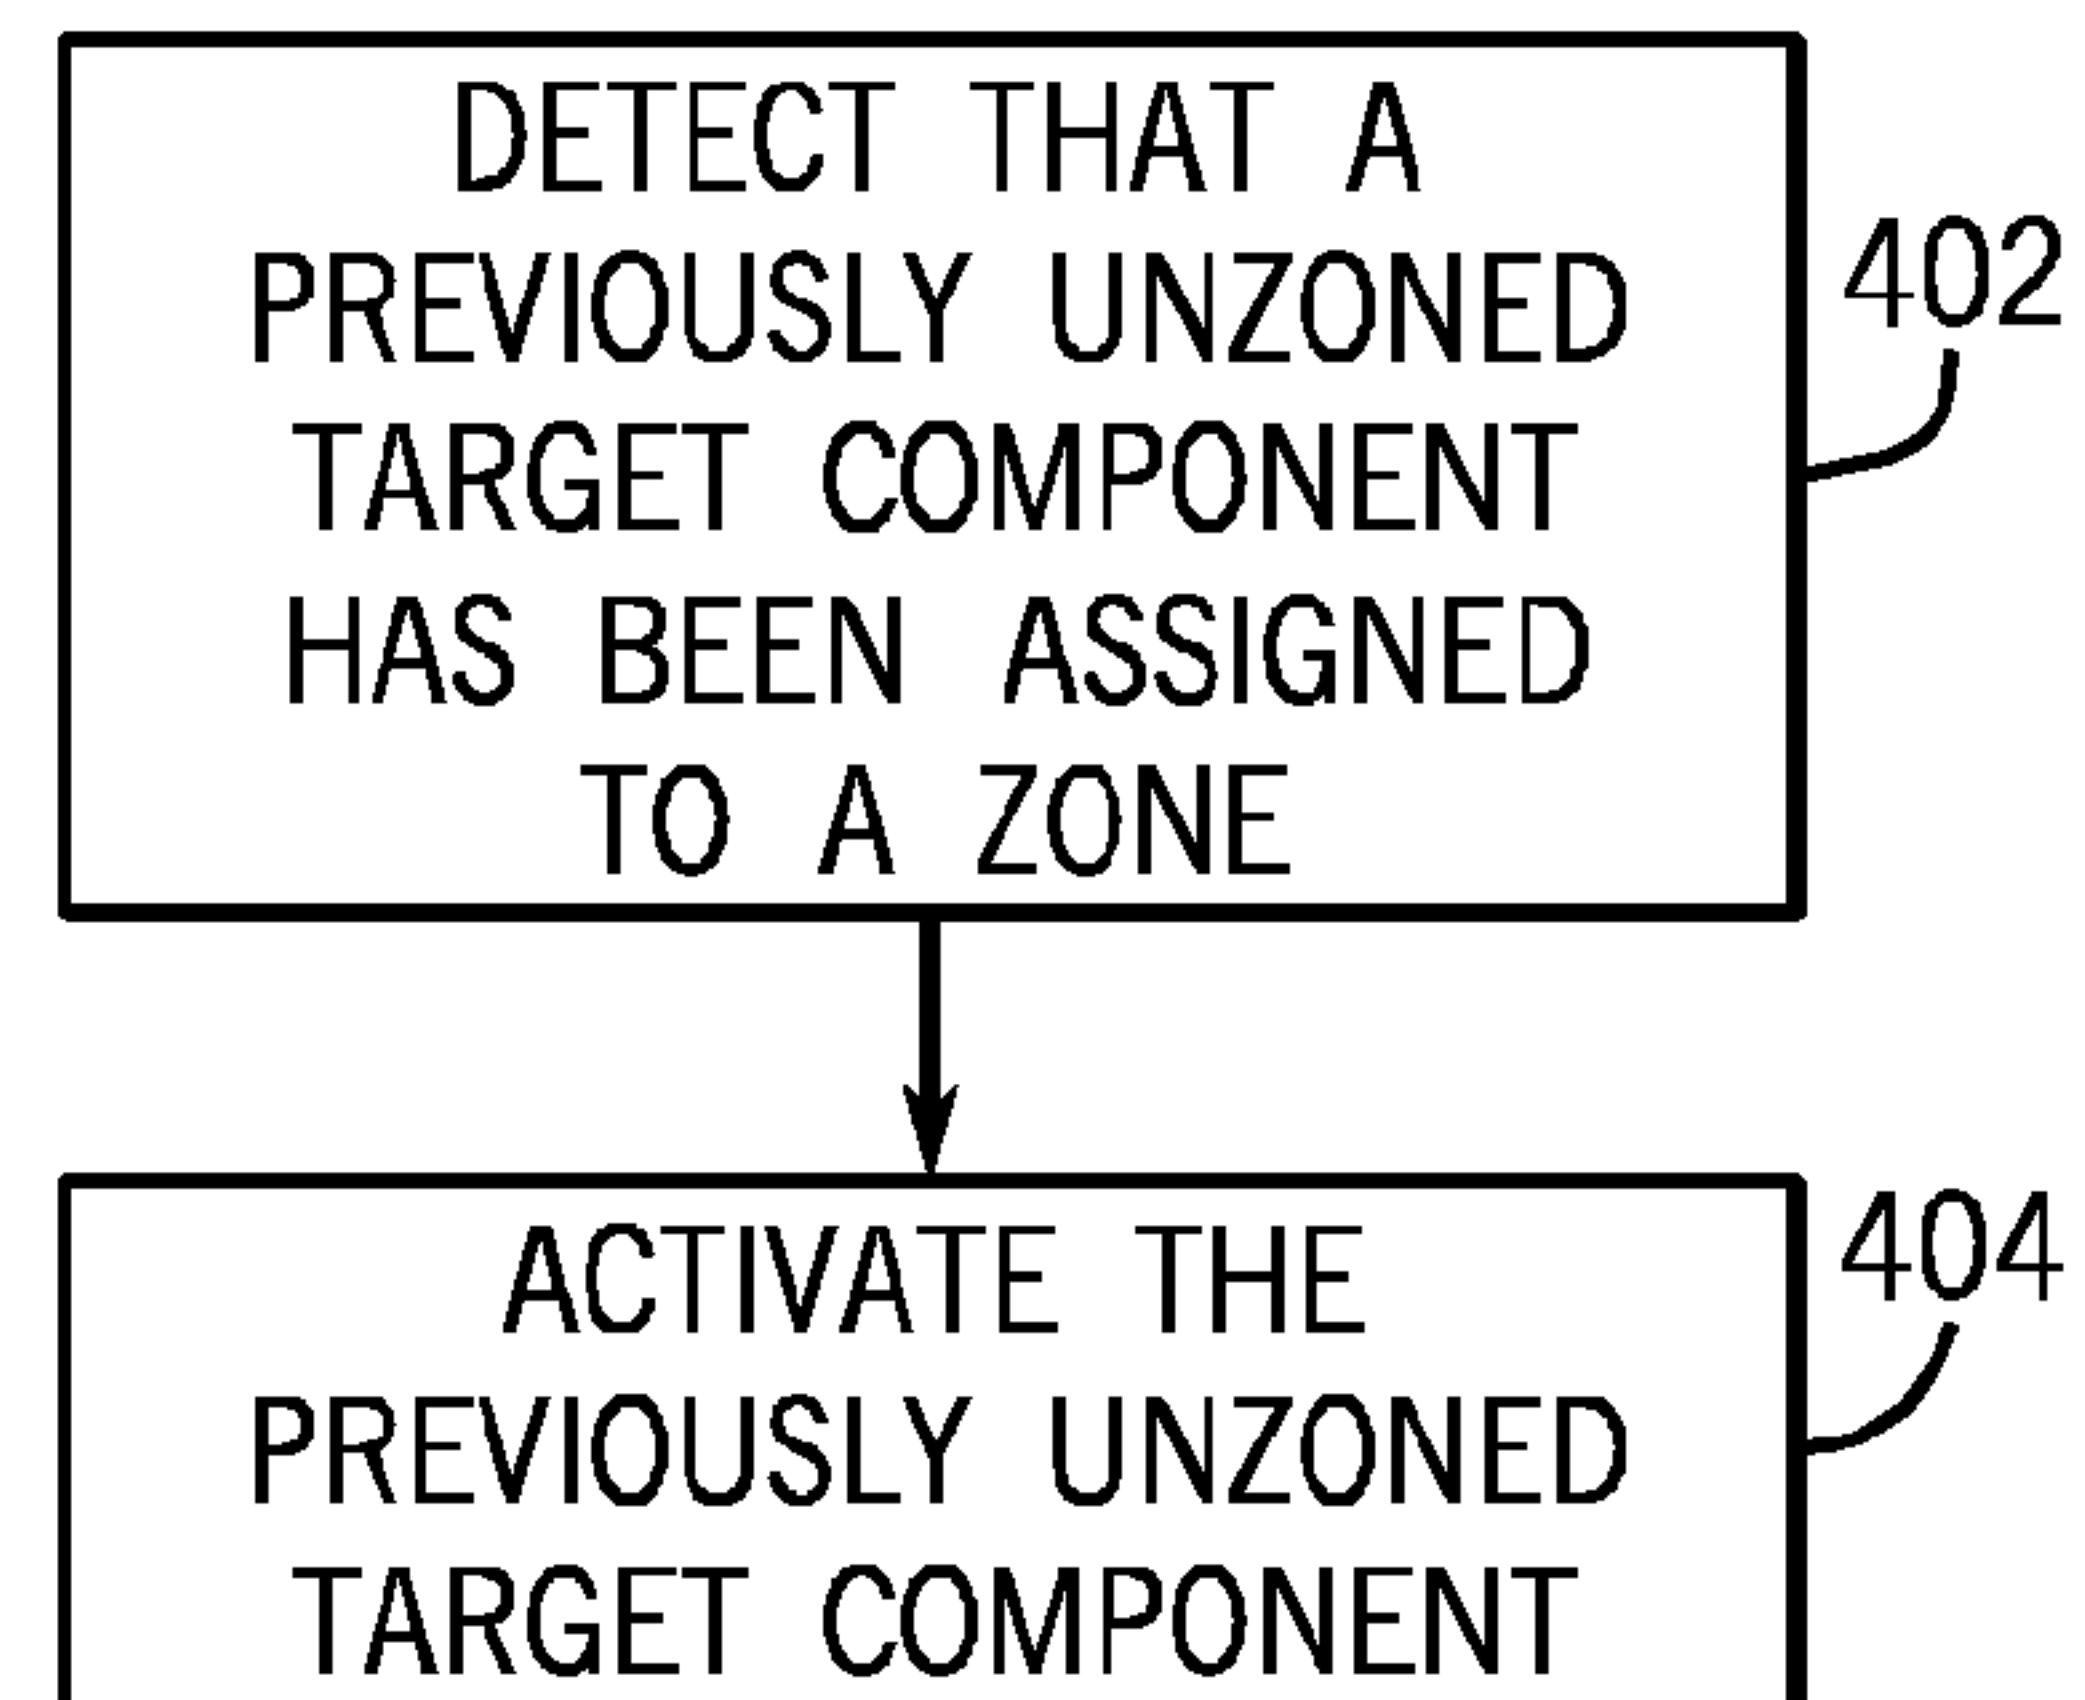 DETECT THAT A
PREVIOUSLY UNZONED
TARGET COMPONENT
HAS BEEN ASSIGNED
TO A ZONE
402
ACTIVATE THE
PREVIOUSLY UNZONED
TARGET COMPONENT
404